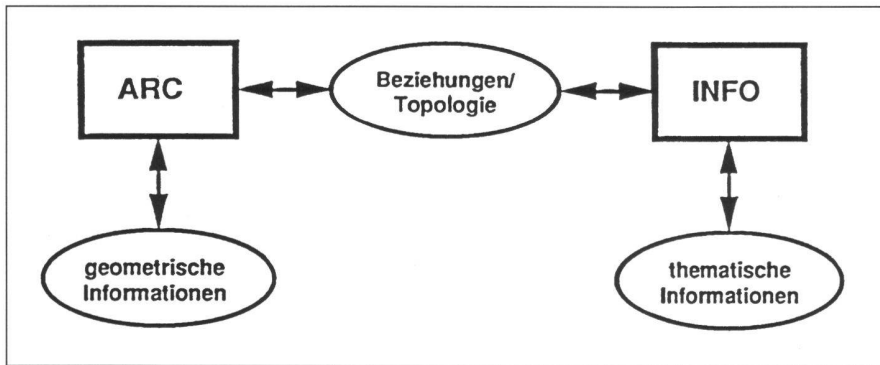 ARC
Beziehungen/
Topologie
INFO
geometrische
Informationen
thematische
Informationen